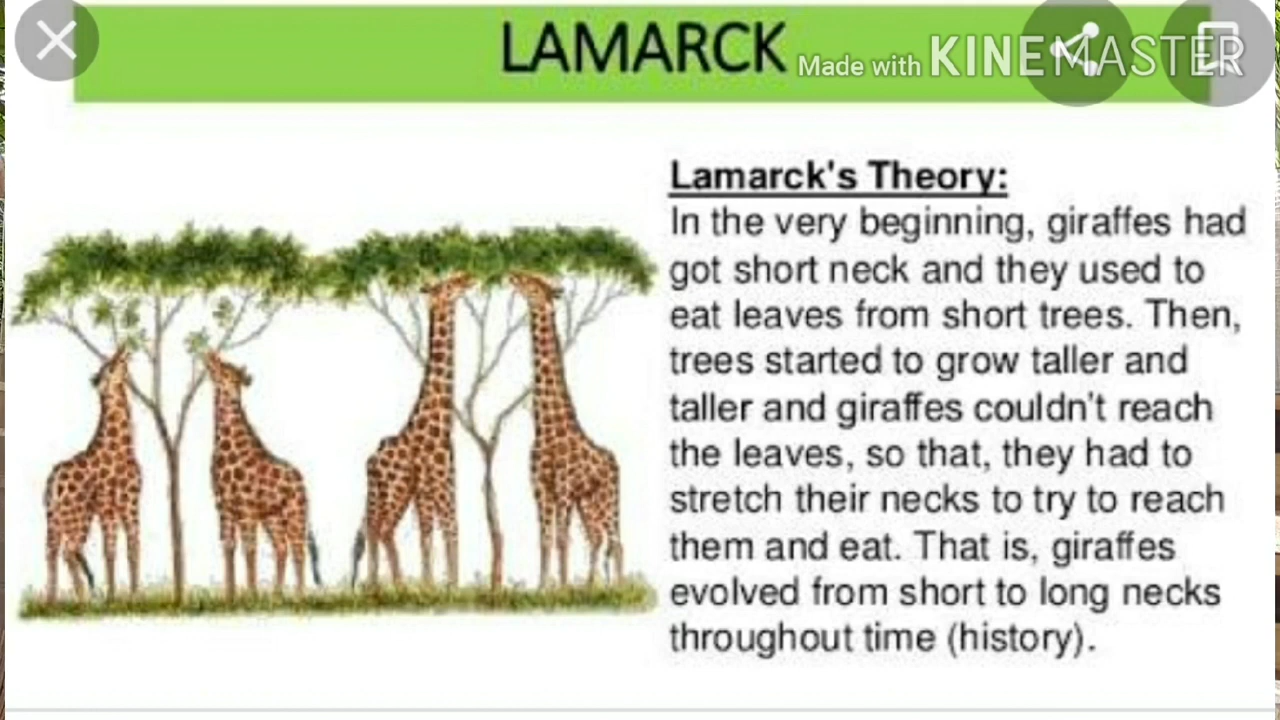 LAMARCK
Made with KINEMASTER
Lamarck's Theory:
In the very beginning, giraffes had
got short neck and they used to
eat leaves from short trees. Then,
trees started to grow taller and
taller and giraffes couldn't reach
the leaves, so that, they had to
stretch their necks to try to reach
them and eat. That is, giraffes
evolved from short to long necks
throughout time (history).